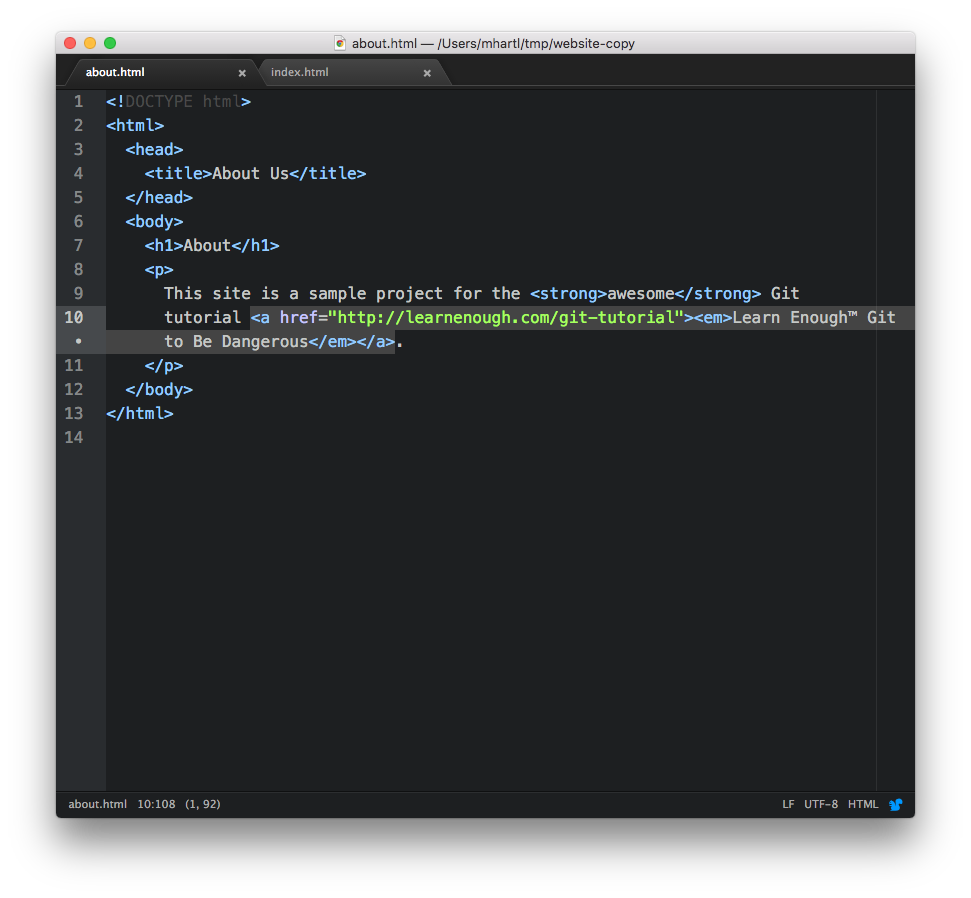 about.html — /Users/mhartl/tmp/website-copy
about.html × index.html ×
1 <!DOCTYPE html>
2 <html>
3   <head>
4     <title>About Us</title>
5   </head>
6   <body>
7     <h1>About</h1>
8     <p>
9       This site is a sample project for the <strong>awesome</strong> Git
10       tutorial <a href="http://learnenough.com/git-tutorial"><em>Learn Enough™ Git
•       to Be Dangerous</em></a>.
11     </p>
12   </body>
13 </html>
14
about.html 10:108 (1, 92) LF UTF-8 HTML